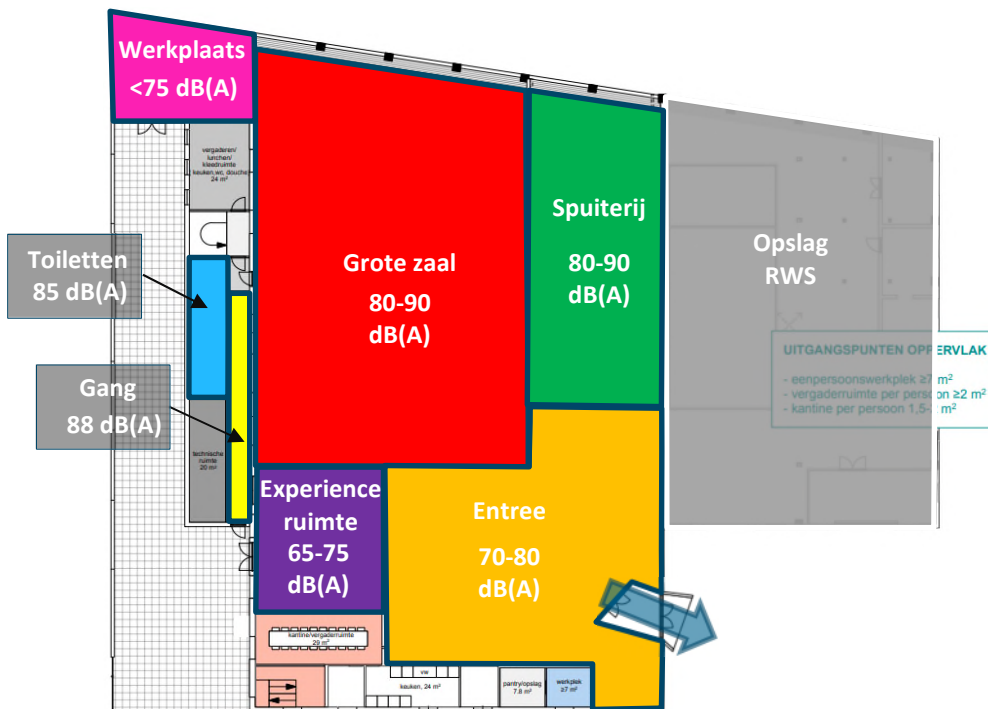 Werkplaats
<75 dB(A)
vergaderen/
lunchen/
kleedruimte
keuken,wc, douche
24 m²
Toiletten
85 dB(A)
Gang
88 dB(A)
technische
ruimte
20 m²
Grote zaal
80-90
dB(A)
Spuiterij
80-90
dB(A)
Opslag
RWS
UITGANGSPUNTEN OPPERVLAK
- eenpersoonswerkplek ≥7 m²
- vergaderruimte per persoon ≥2 m²
- kantine per persoon 1,5- m²
Experience
ruimte
65-75
dB(A)
Entree
70-80
dB(A)
kantine/vergaderruimte
29 m²
vw
keuken, 24 m²
pantry/opslag
7.8 m²
werkplek
≥7 m²